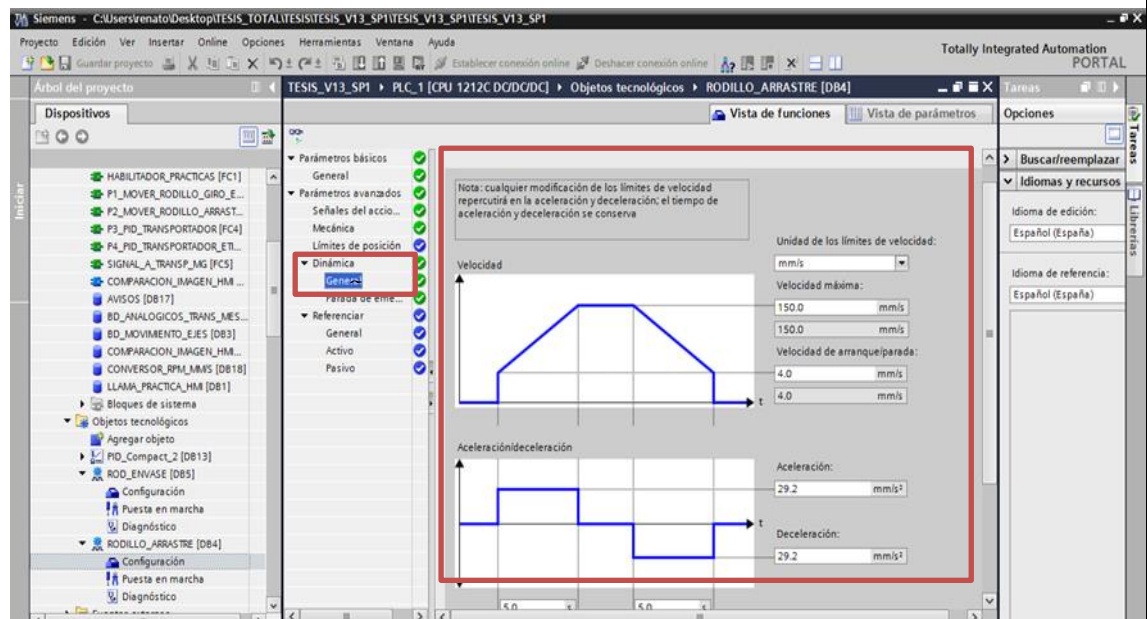 Siemens - C:\Users\renato\Desktop\TESIS_TOTAL\TESIS\TESIS_V13_SP1\TESIS_V13_SP1\TESIS_V13_SP1
Proyecto Edición Ver Insertar Online Opciones Herramientas Ventana Ayuda
Totally Integrated Automation
PORTAL
Guardar proyecto
Establecer conexión online
Deshacer conexión online
Árbol del proyecto
TESIS_V13_SP1 ▸ PLC_1 [CPU 1212C DC/DC/DC] ▸ Objetos tecnológicos ▸ RODILLO_ARRASTRE [DB4]
Tareas
Dispositivos
Vista de funciones
Vista de parámetros
Opciones
Iniciar
HABILITADOR_PRACTICAS [FC1]
P1_MOVER_RODILLO_GIRO_E...
P2_MOVER_RODILLO_ARRAST...
P3_PID_TRANSPORTADOR [FC4]
P4_PID_TRANSPORTADOR_ETI...
SIGNAL_A_TRANSP_MG [FC5]
COMPARACION_IMAGEN_HMI ...
AVISOS [DB17]
BD_ANALOGICOS_TRANS_MES...
BD_MOVIMIENTO_EJES [DB3]
COMPARACION_IMAGEN_HM...
CONVERSOR_RPM_MM/S [DB18]
LLAMA_PRACTICA_HMI [DB1]
Bloques de sistema
Objetos tecnológicos
Agregar objeto
PID_Compact_2 [DB13]
ROD_ENVASE [DB5]
Configuración
Puesta en marcha
Diagnóstico
RODILLO_ARRASTRE [DB4]
Configuración
Puesta en marcha
Diagnóstico
Parámetros básicos
General
Parámetros avanzados
Señales del accio...
Mecánica
Límites de posición
Dinámica
General
Parada de eme...
Referenciar
General
Activo
Pasivo
Nota: cualquier modificación de los límites de velocidad
repercutirá en la aceleración y deceleración; el tiempo de
aceleración y deceleración se conserva
Unidad de los límites de velocidad:
mm/s
Velocidad
Velocidad máxima:
150.0 mm/s
150.0 mm/s
Velocidad de arranque/parada:
4.0 mm/s
4.0 mm/s
t
Aceleración/deceleración
Aceleración:
29.2 mm/s²
t
Deceleración:
29.2 mm/s²
5.0 s
5.0 s
Buscar/reemplazar
Idiomas y recursos
Idioma de edición:
Español (España)
Idioma de referencia:
Español (España)
Tareas
Librerías